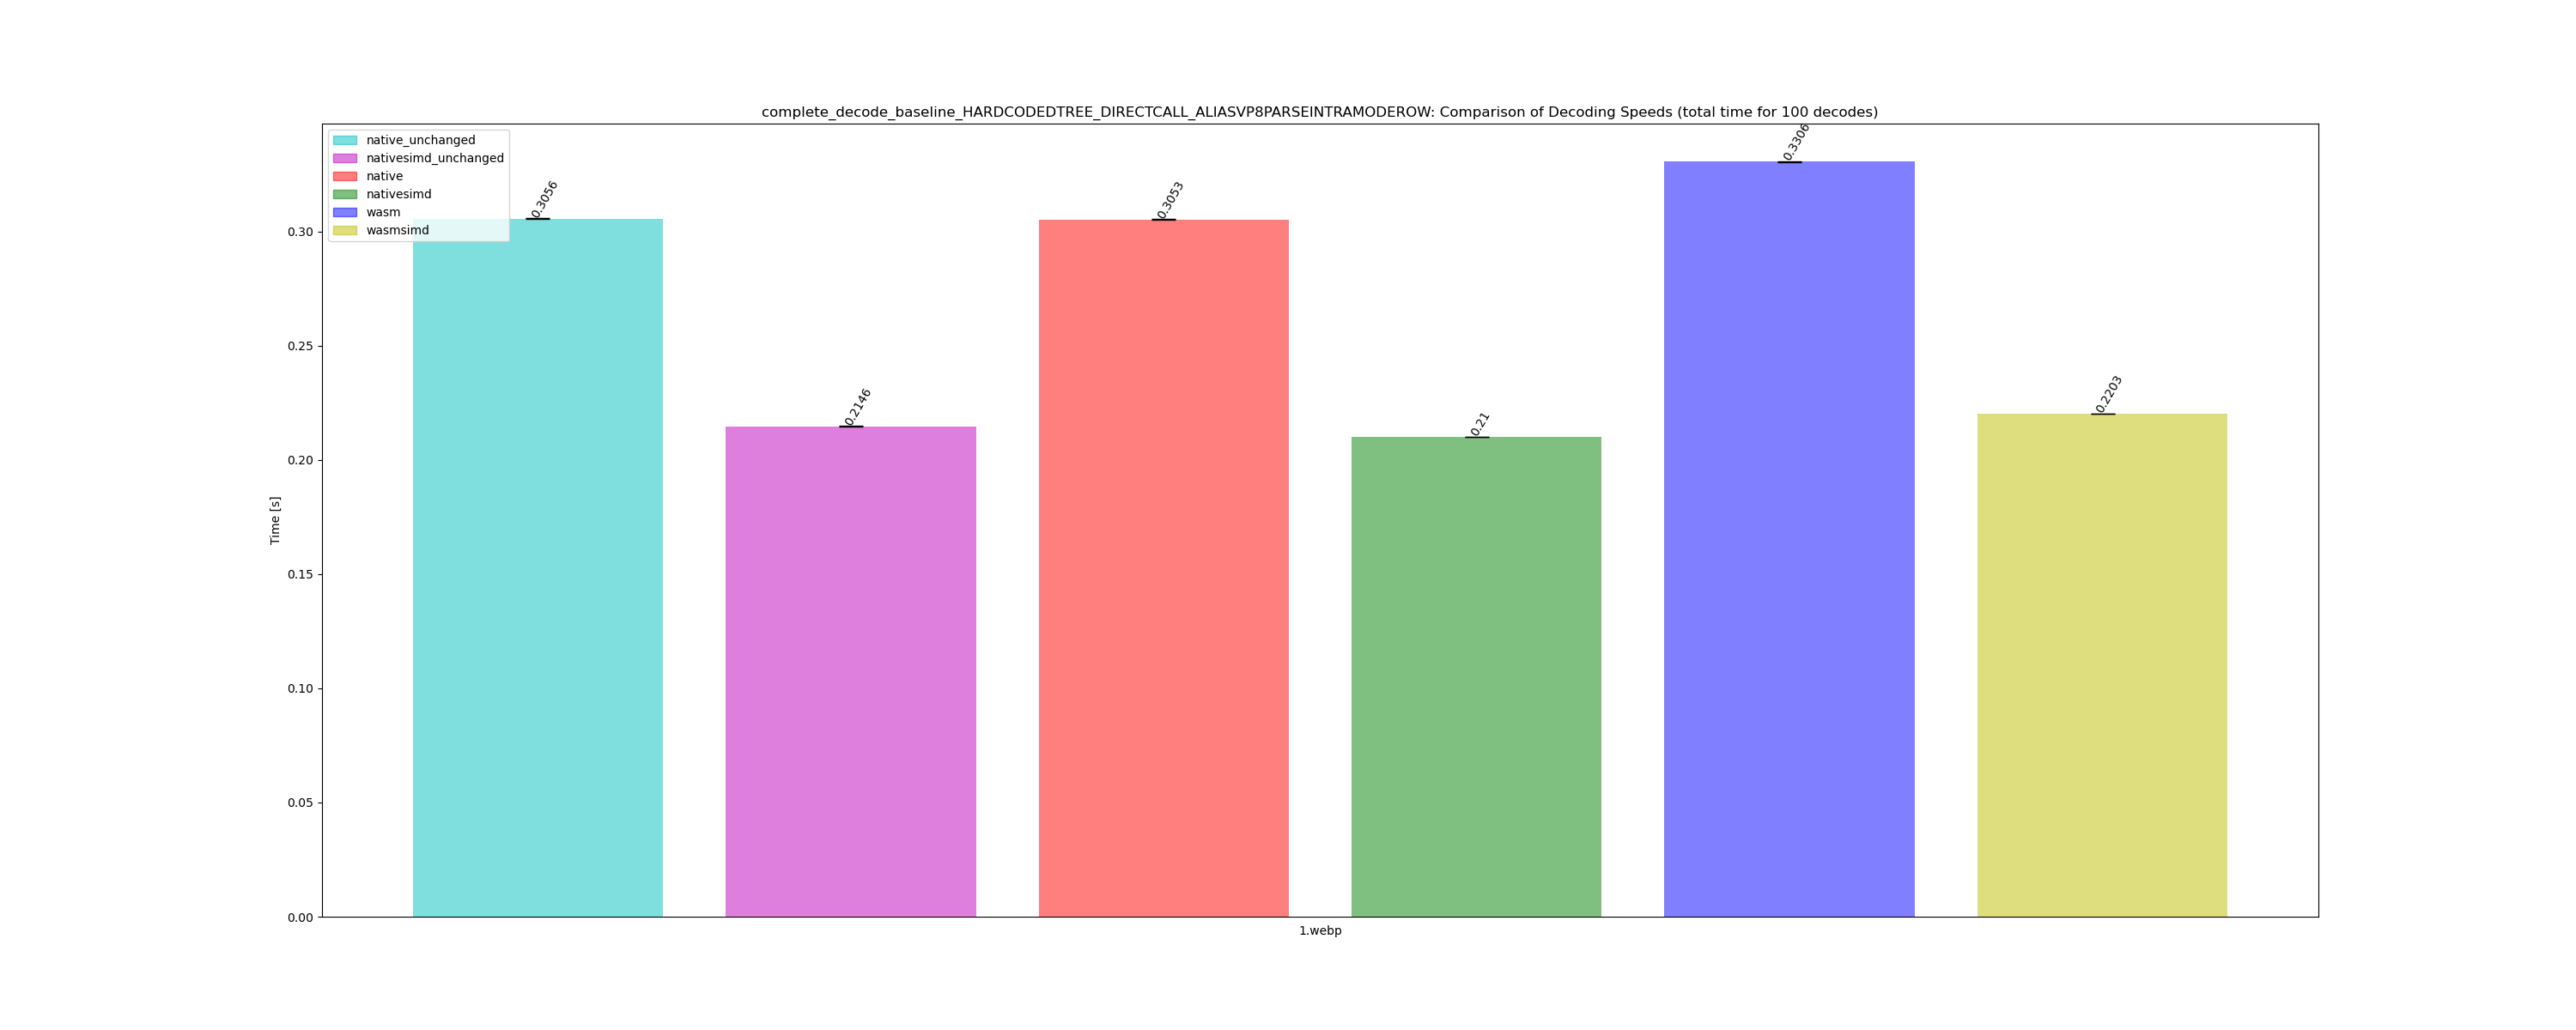 complete_decode_baseline_HARDCODEDTREE_DIRECTCALL_ALIASVP8PARSEINTRAMODEROW: Comparison of Decoding Speeds (total time for 100 decodes)
native_unchanged
nativesimd_unchanged
native
nativesimd
wasm
wasmsimd
0.3056
0.2146
0.3053
0.21
0.3306
0.2203
0.30
0.25
0.20
0.15
0.10
0.05
0.00
Time [s]
1.webp